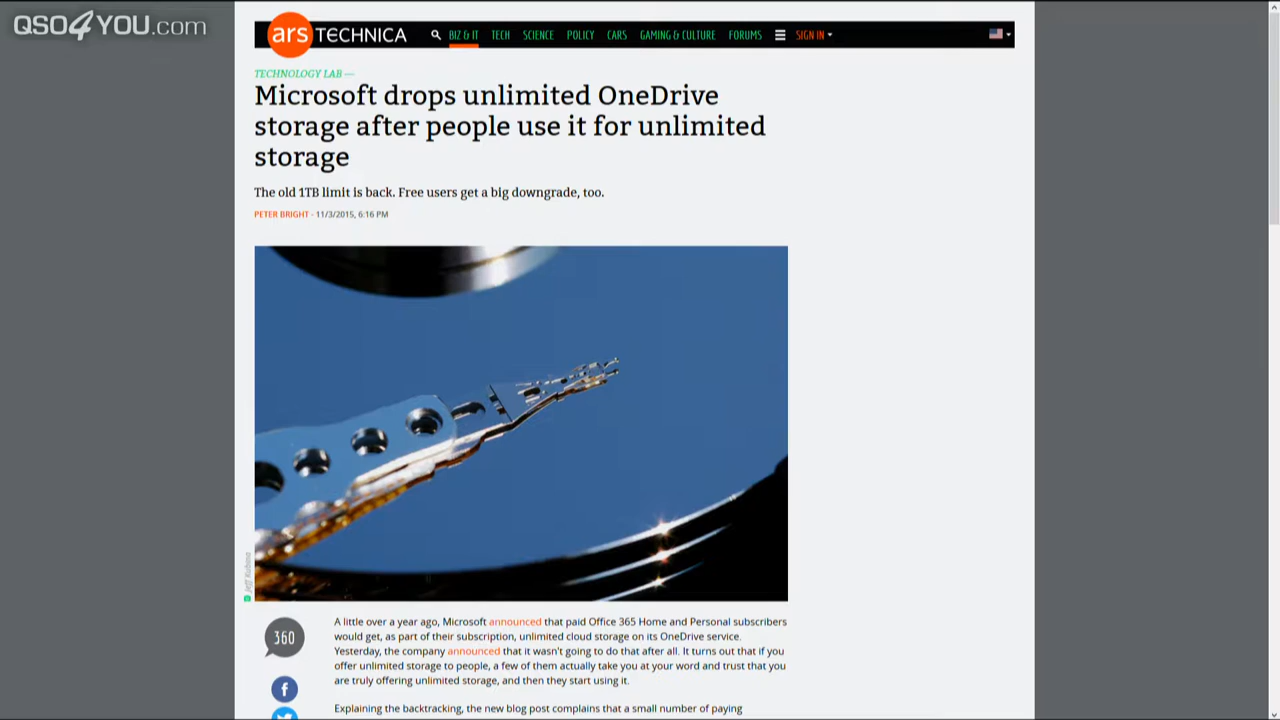 QSO4YOU.com
ars TECHNICA
BIZ & IT TECH SCIENCE POLICY CARS GAMING & CULTURE FORUMS SIGN IN
TECHNOLOGY LAB —
Microsoft drops unlimited OneDrive
storage after people use it for unlimited
storage
The old 1TB limit is back. Free users get a big downgrade, too.
PETER BRIGHT - 11/3/2015, 6:16 PM
Jeff Kubina
360
A little over a year ago, Microsoft announced that paid Office 365 Home and Personal subscribers
would get, as part of their subscription, unlimited cloud storage on its OneDrive service.
Yesterday, the company announced that it wasn't going to do that after all. It turns out that if you
offer unlimited storage to people, a few of them actually take you at your word and trust that you
are truly offering unlimited storage, and then they start using it.
Explaining the backtracking, the new blog post complains that a small number of paying